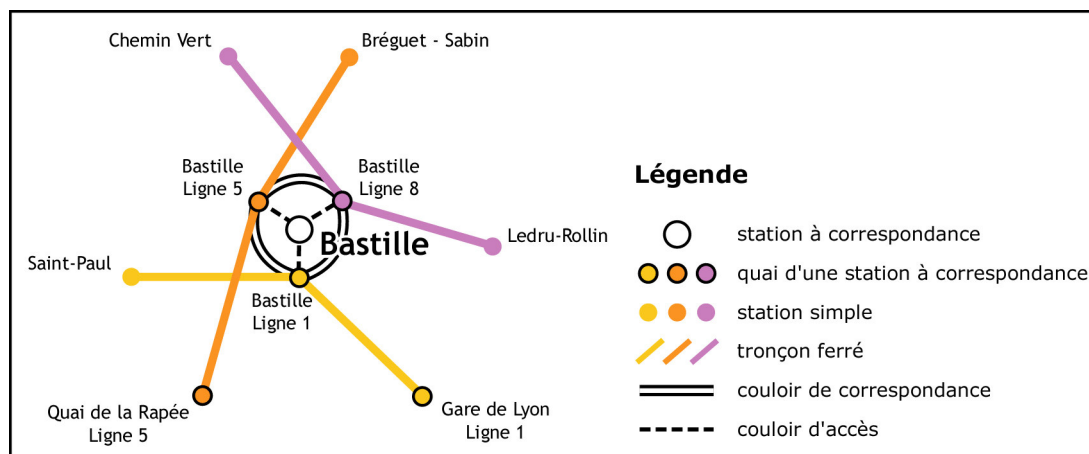 Chemin Vert
Bréguet - Sabin
Bastille
Ligne 5
Bastille
Ligne 8
Bastille
Ledru-Rollin
Saint-Paul
Bastille
Ligne 1
Quai de la Rapée
Ligne 5
Gare de Lyon
Ligne 1
Légende
station à correspondance
quai d'une station à correspondance
station simple
tronçon ferré
couloir de correspondance
couloir d'accès